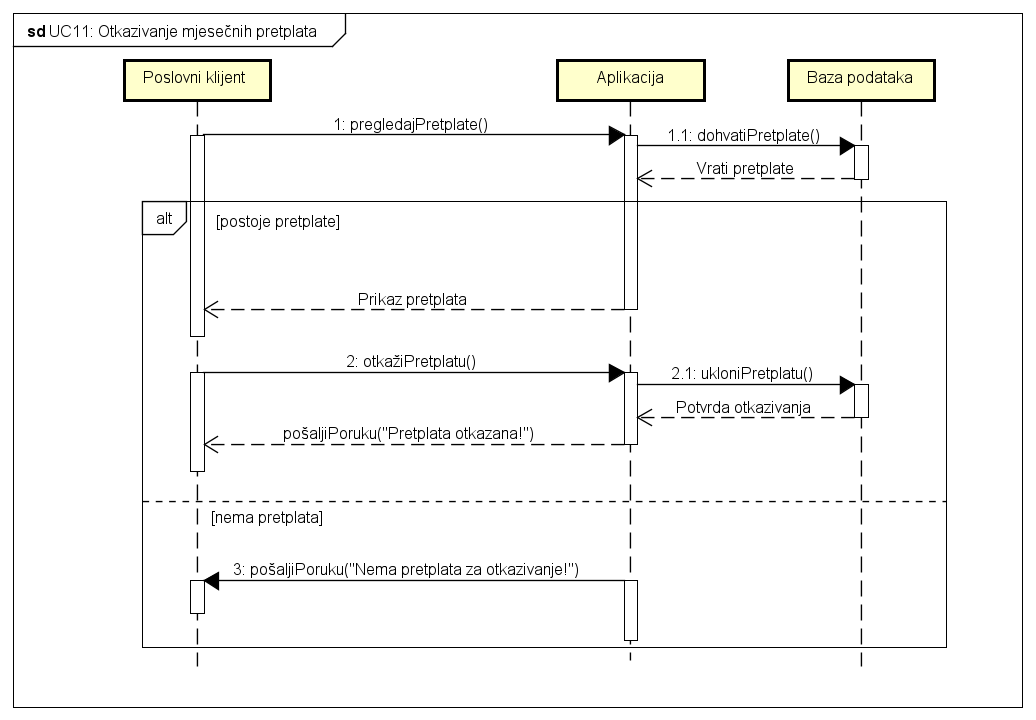 sd UC11: Otkazivanje mjesečnih pretplata
Poslovni klijent
Aplikacija
Baza podataka
1: pregledajPretplate()
1.1: dohvatiPretplate()
Vrati pretplate
alt
[postoje pretplate]
Prikaz pretplata
2: otkažiPretplatu()
2.1: ukloniPretplatu()
Potvrda otkazivanja
pošaljiPoruku("Pretplata otkazana!")
[nema pretplata]
3: pošaljiPoruku("Nema pretplata za otkazivanje!")